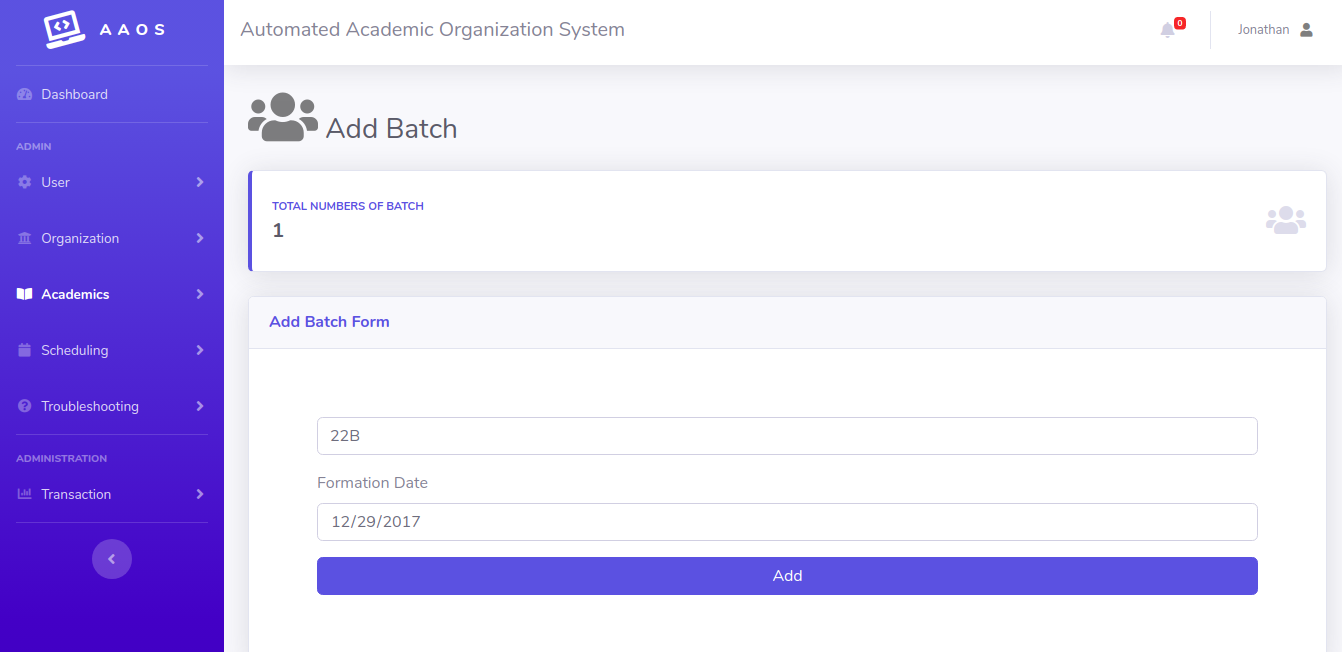 AAOS
Automated Academic Organization System
0
Jonathan
Dashboard
ADMIN
User
Organization
Academics
Scheduling
Troubleshooting
ADMINISTRATION
Transaction
Add Batch
TOTAL NUMBERS OF BATCH
1
Add Batch Form
22B
Formation Date
12/29/2017
Add